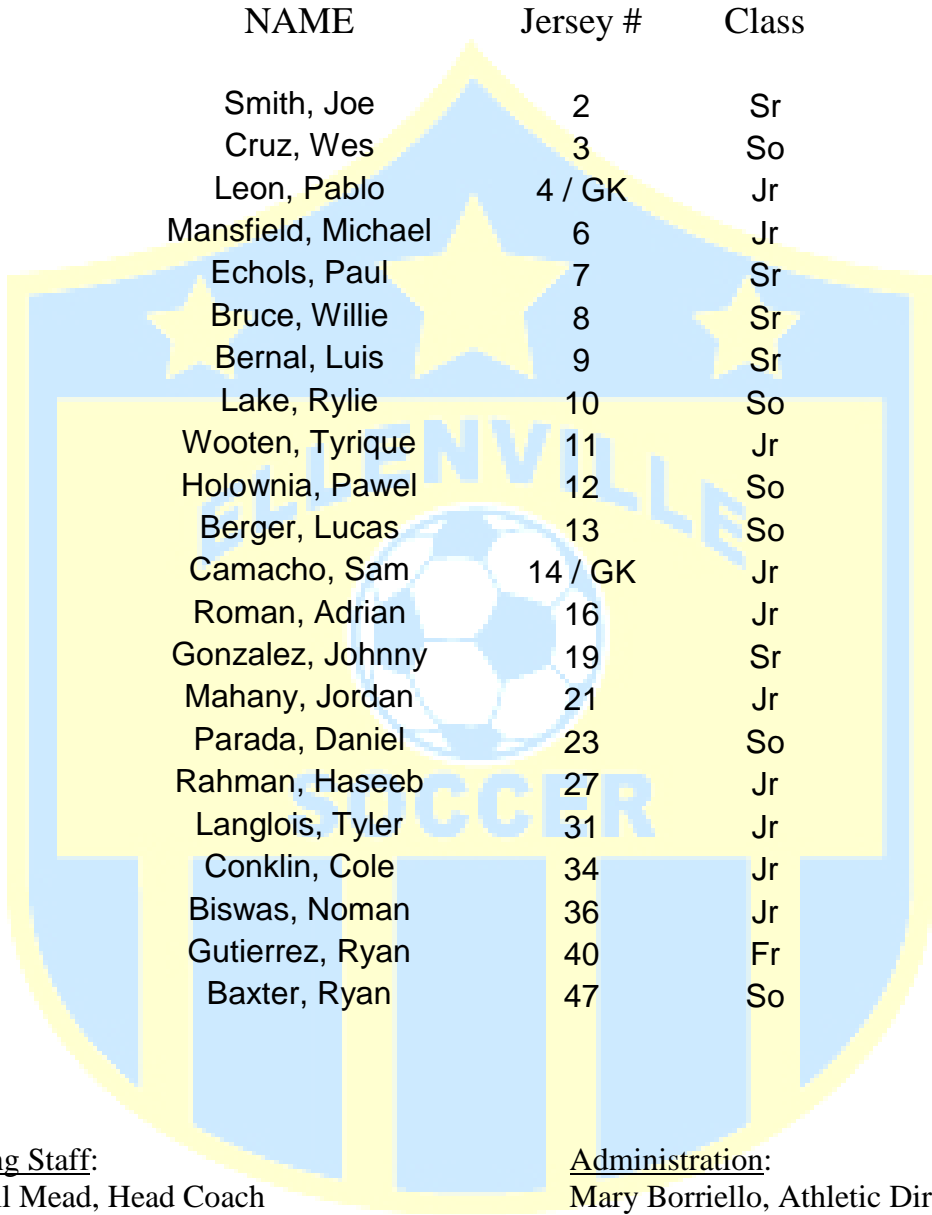 NAME Jersey # Class
Smith, Joe 2 Sr
Cruz, Wes 3 So
Leon, Pablo 4 / GK Jr
Mansfield, Michael 6 Jr
Echols, Paul 7 Sr
Bruce, Willie 8 Sr
Bernal, Luis 9 Sr
Lake, Rylie 10 So
Wooten, Tyrique 11 Jr
ELLENVILLE
Holownia, Pawel 12 So
Berger, Lucas 13 So
Camacho, Sam 14 / GK Jr
Roman, Adrian 16 Jr
Gonzalez, Johnny 19 Sr
Mahany, Jordan 21 Jr
Parada, Daniel 23 So
Rahman, Haseeb 27 Jr
SOCCER
Langlois, Tyler 31 Jr
Conklin, Cole 34 Jr
Biswas, Noman 36 Jr
Gutierrez, Ryan 40 Fr
Baxter, Ryan 47 So
Staff: Administration:
Mead, Head Coach Mary Borriello, Athletic Dir